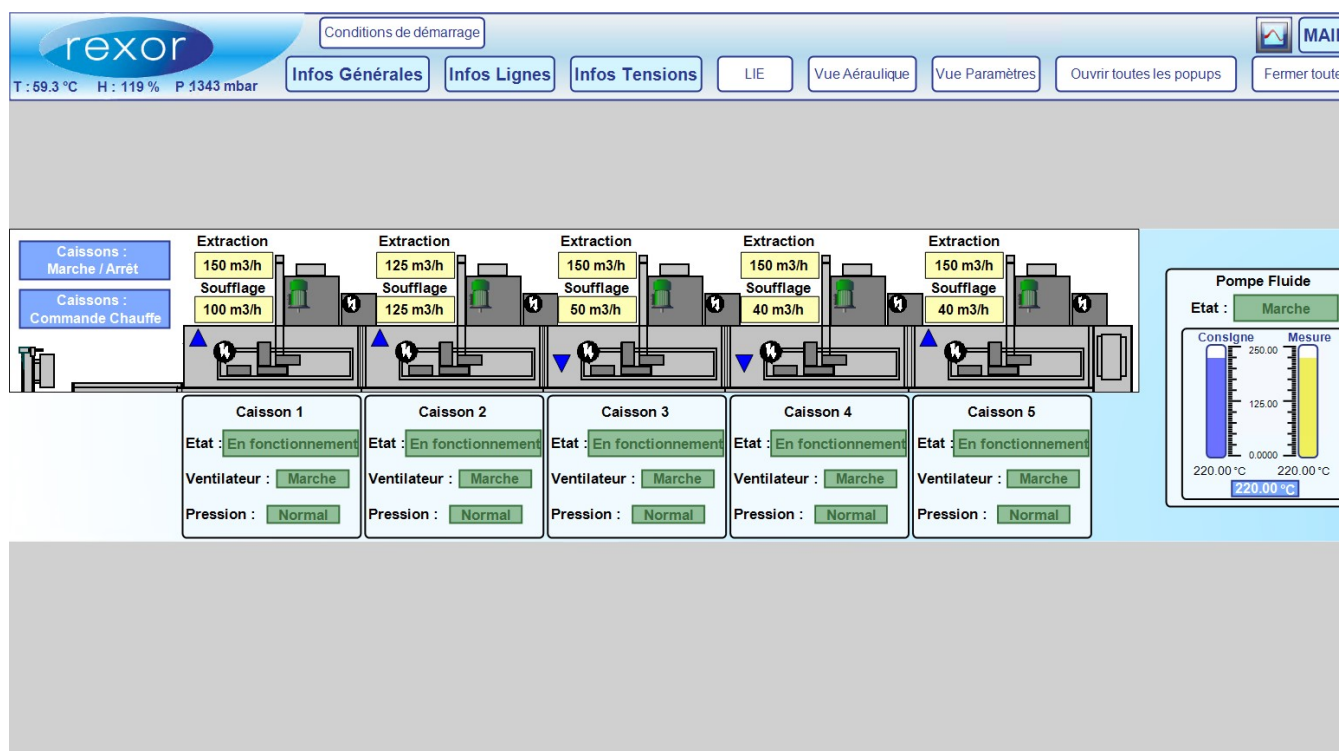 rexor
T : 59.3 °C H : 119 % P :1343 mbar
Conditions de démarrage
MAI
Infos Générales Infos Lignes Infos Tensions LIE Vue Aéraulique Vue Paramètres Ouvrir toutes les popups Fermer toute
Caissons :
Marche / Arrêt
Caissons :
Commande Chauffe
Extraction Extraction Extraction Extraction Extraction
150 m3/h 125 m3/h 150 m3/h 150 m3/h 150 m3/h
Soufflage Soufflage Soufflage Soufflage Soufflage
100 m3/h 125 m3/h 50 m3/h 40 m3/h 40 m3/h
Caisson 1
Etat : En fonctionnement
Ventilateur : Marche
Pression : Normal
Caisson 2
Etat : En fonctionnement
Ventilateur : Marche
Pression : Normal
Caisson 3
Etat : En fonctionnement
Ventilateur : Marche
Pression : Normal
Caisson 4
Etat : En fonctionnement
Ventilateur : Marche
Pression : Normal
Caisson 5
Etat : En fonctionnement
Ventilateur : Marche
Pression : Normal
Pompe Fluide
Etat : Marche
Consigne Mesure
250.00
125.00
0.0000
220.00 °C 220.00 °C
220.00 °C